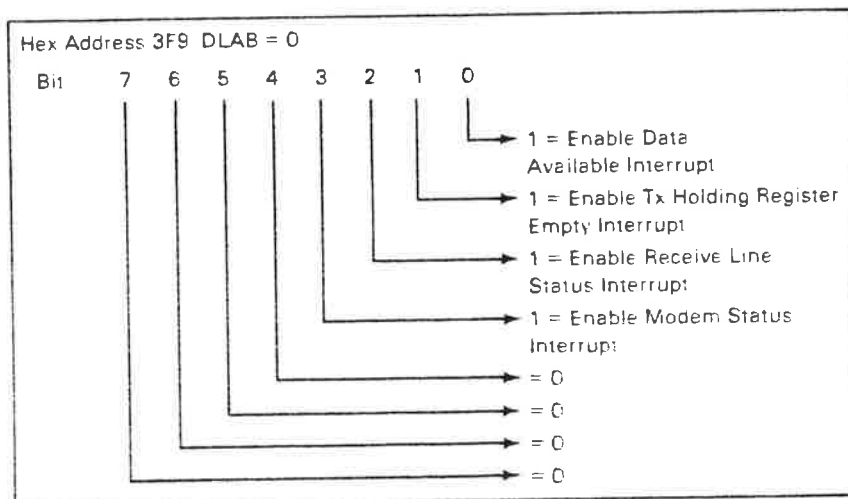 Hex Address 3F9 DLAB = 0
Bit 7 6 5 4 3 2 1 0
1 = Enable Data
Available Interrupt
1 = Enable Tx Holding Register
Empty Interrupt
1 = Enable Receive Line
Status Interrupt
1 = Enable Modem Status
Interrupt
= 0
= 0
= 0
= 0